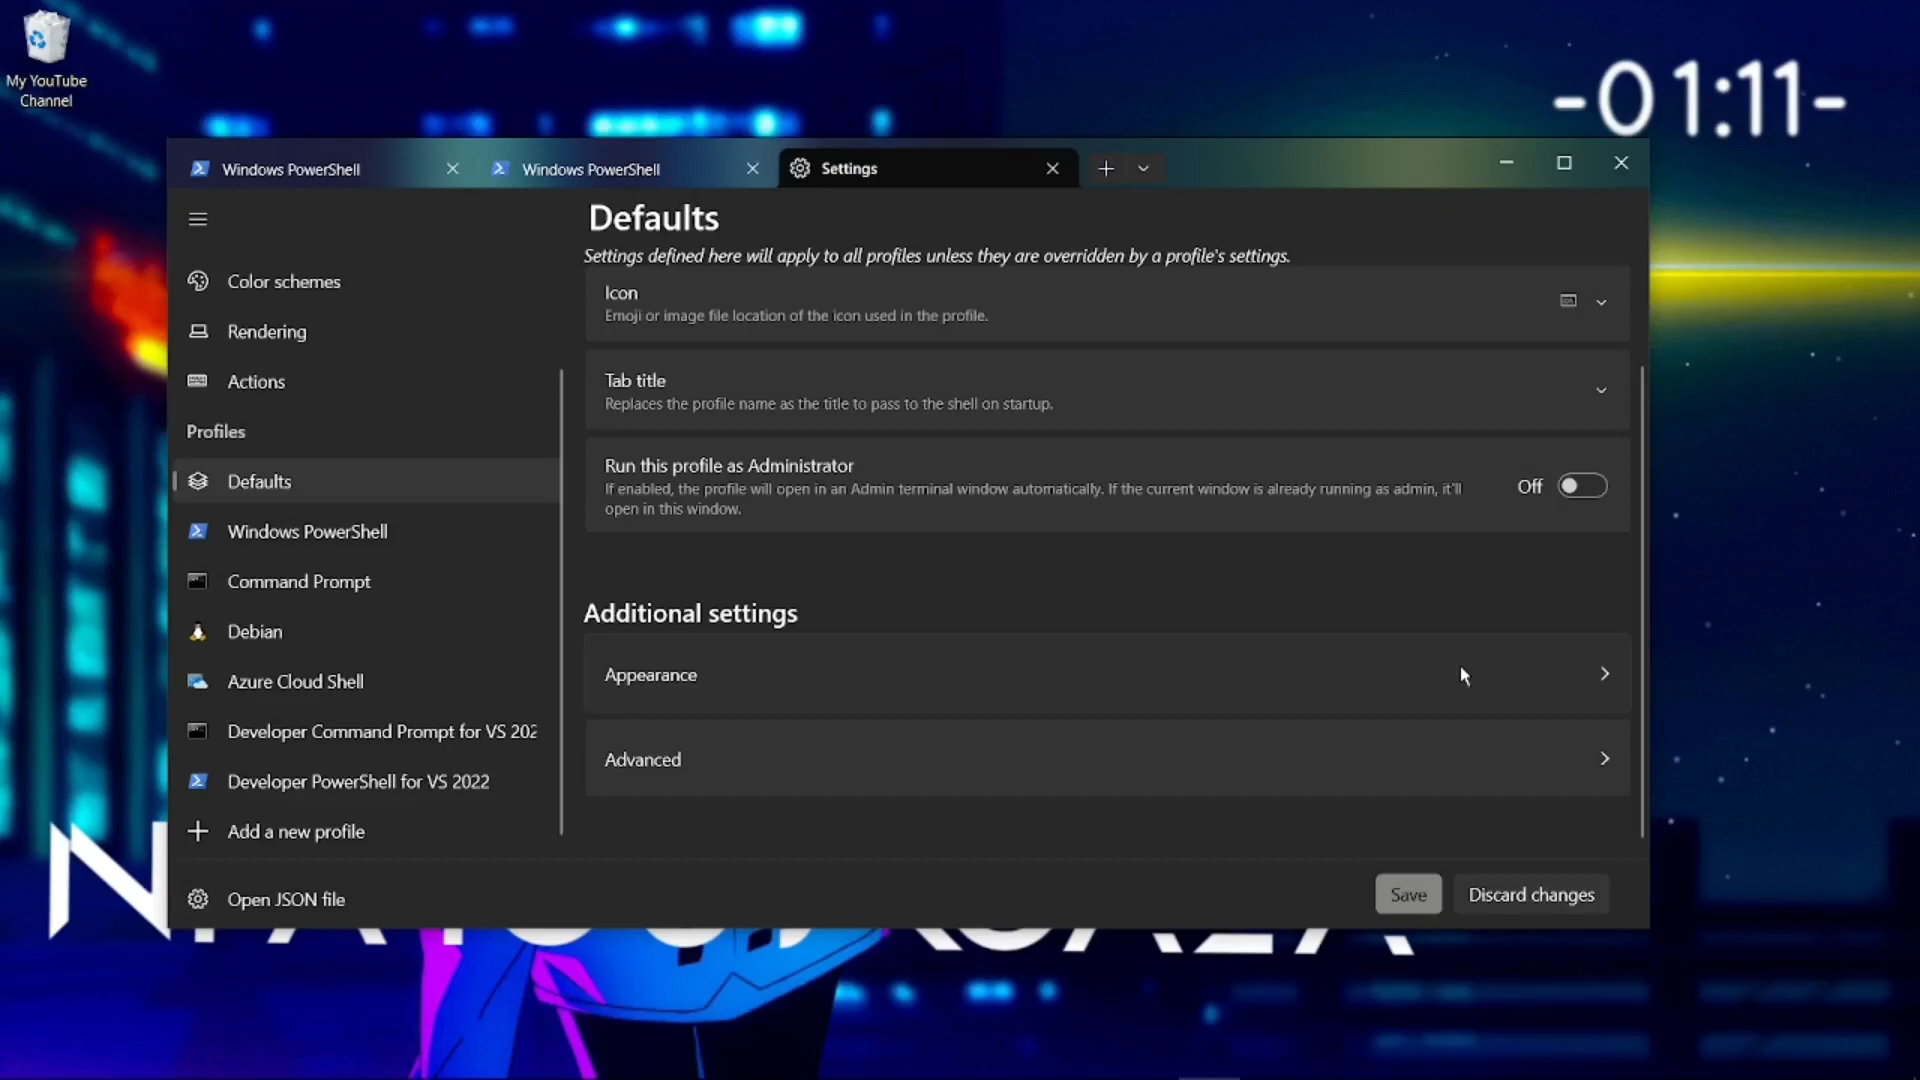 My YouTube
Channel
-01:11-
Windows PowerShell
Windows PowerShell
Settings
Defaults
Settings defined here will apply to all profiles unless they are overridden by a profile's settings.
Color schemes
Rendering
Actions
Profiles
Defaults
Windows PowerShell
Command Prompt
Debian
Azure Cloud Shell
Developer Command Prompt for VS 202
Developer PowerShell for VS 2022
Add a new profile
Open JSON file
Icon
Emoji or image file location of the icon used in the profile.
Tab title
Replaces the profile name as the title to pass to the shell on startup.
Run this profile as Administrator
If enabled, the profile will open in an Admin terminal window automatically. If the current window is already running as admin, it'll
open in this window.
Off
Additional settings
Appearance
Advanced
Save
Discard changes